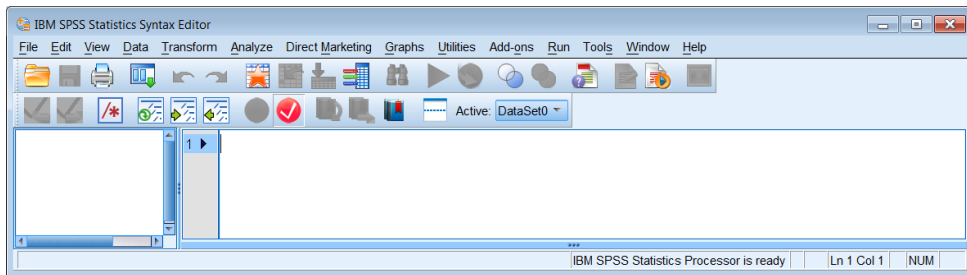 IBM SPSS Statistics Syntax Editor
File Edit View Data Transform Analyze Direct Marketing Graphs Utilities Add-ons Run Tools Window Help
/*
Active: DataSet0
1
IBM SPSS Statistics Processor is ready Ln 1 Col 1 NUM